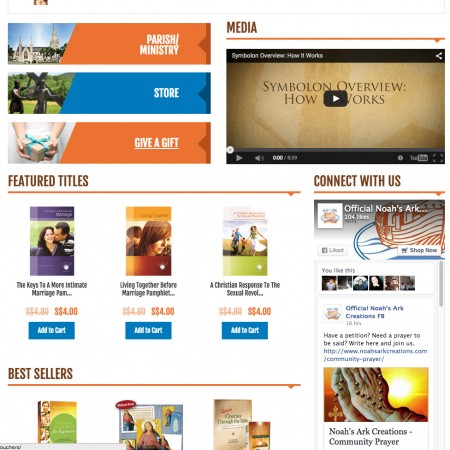 PARISH/
MINISTRY
STORE
GIVE A GIFT
MEDIA
Symbolon Overview: How It Works
SYMBOLON OVERVIEW:
HOW IT WORKS
0:00 / 9:09
YouTube
FEATURED TITLES
Marriage
Living Together
The Keys To A More Intimate
Marriage Pam...
Living Together Before
Marriage Pamphlet...
A Christian Response To The
Sexual Revol...
S$4.80 S$4.00
S$4.80 S$4.00
S$4.80 S$4.00
Add to Cart
Add to Cart
Add to Cart
BEST SELLERS
ouchers/
CONNECT WITH US
Official Noah's Ark...
104 likes
Liked
Shop Now
You like this
Official Noah's Ark
Creations FB
16 hrs
Have a petition? Need a prayer to
be said? Write here and join us.
http://www.noahsarkcreations.com
/community-prayer/
Noah's Ark Creations -
Community Prayer